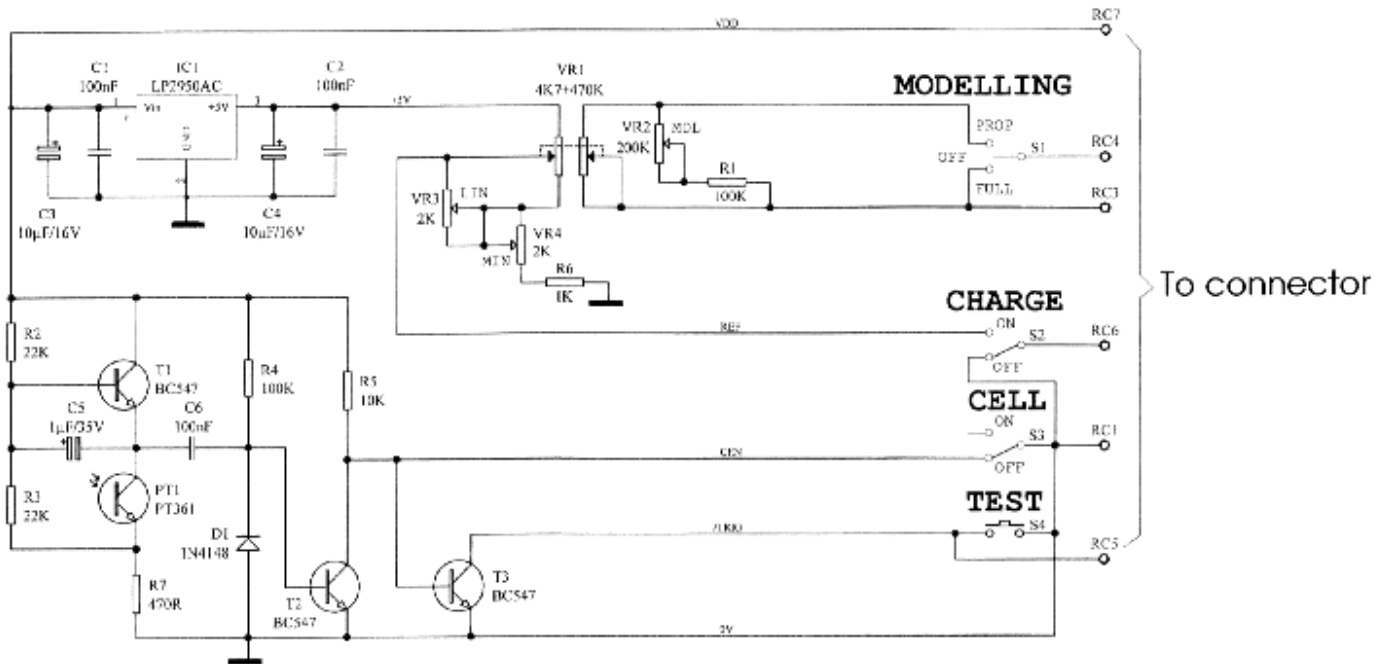 VDD
RC7
C1
100nF
IC1
LP2950AC
C2
100nF
Vin
+5V
3
GND
C3
10µF/16V
C4
10µF/16V
VR1
4K7+470K
VR2
200K
MDL
R1
100K
MODELLING
PROP
OFF
S1
FULL
RC4
RC3
VR3
2K
LIN
VR4
2K
MIN
R6
1K
To connector
CHARGE
REF
ON
S2
OFF
RC6
R2
22K
T1
BC547
R4
100K
R5
10K
C5
1µF/35V
+
C6
100nF
CELL
ON
S3
OFF
RC1
R3
22K
PT1
PT361
D1
1N4148
TEST
S4
RC5
R7
470R
T2
BC547
T3
BC547